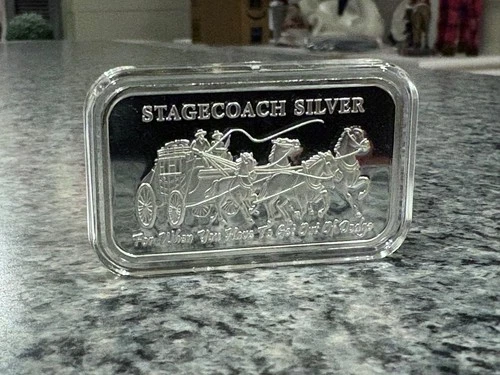 STAGECOACH SILVER
For When You Have To Get Out Of Dodge